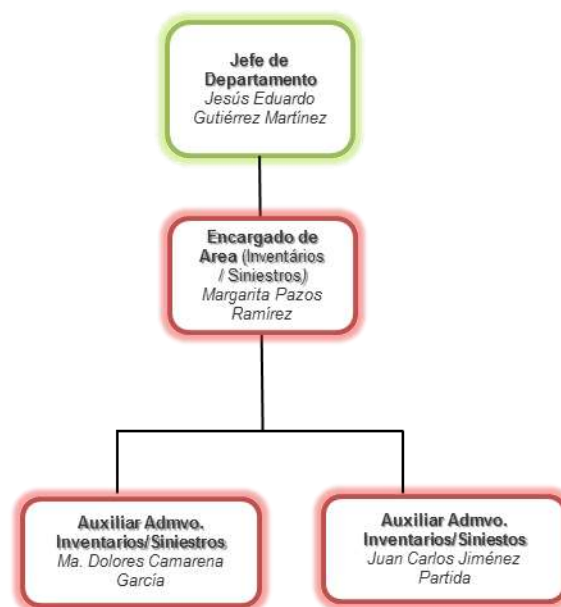 Jefe de
Departamento
Jesús Eduardo
Gutiérrez Martínez
Encargado de
Area (Inventários
/ Siniestros)
Margarita Pazos
Ramírez
Auxiliar Admvo.
Inventarios/Siniestros
Ma. Dolores Camarena
García
Auxiliar Admvo.
Inventarios/Siniestos
Juan Carlos Jiménez
Partida